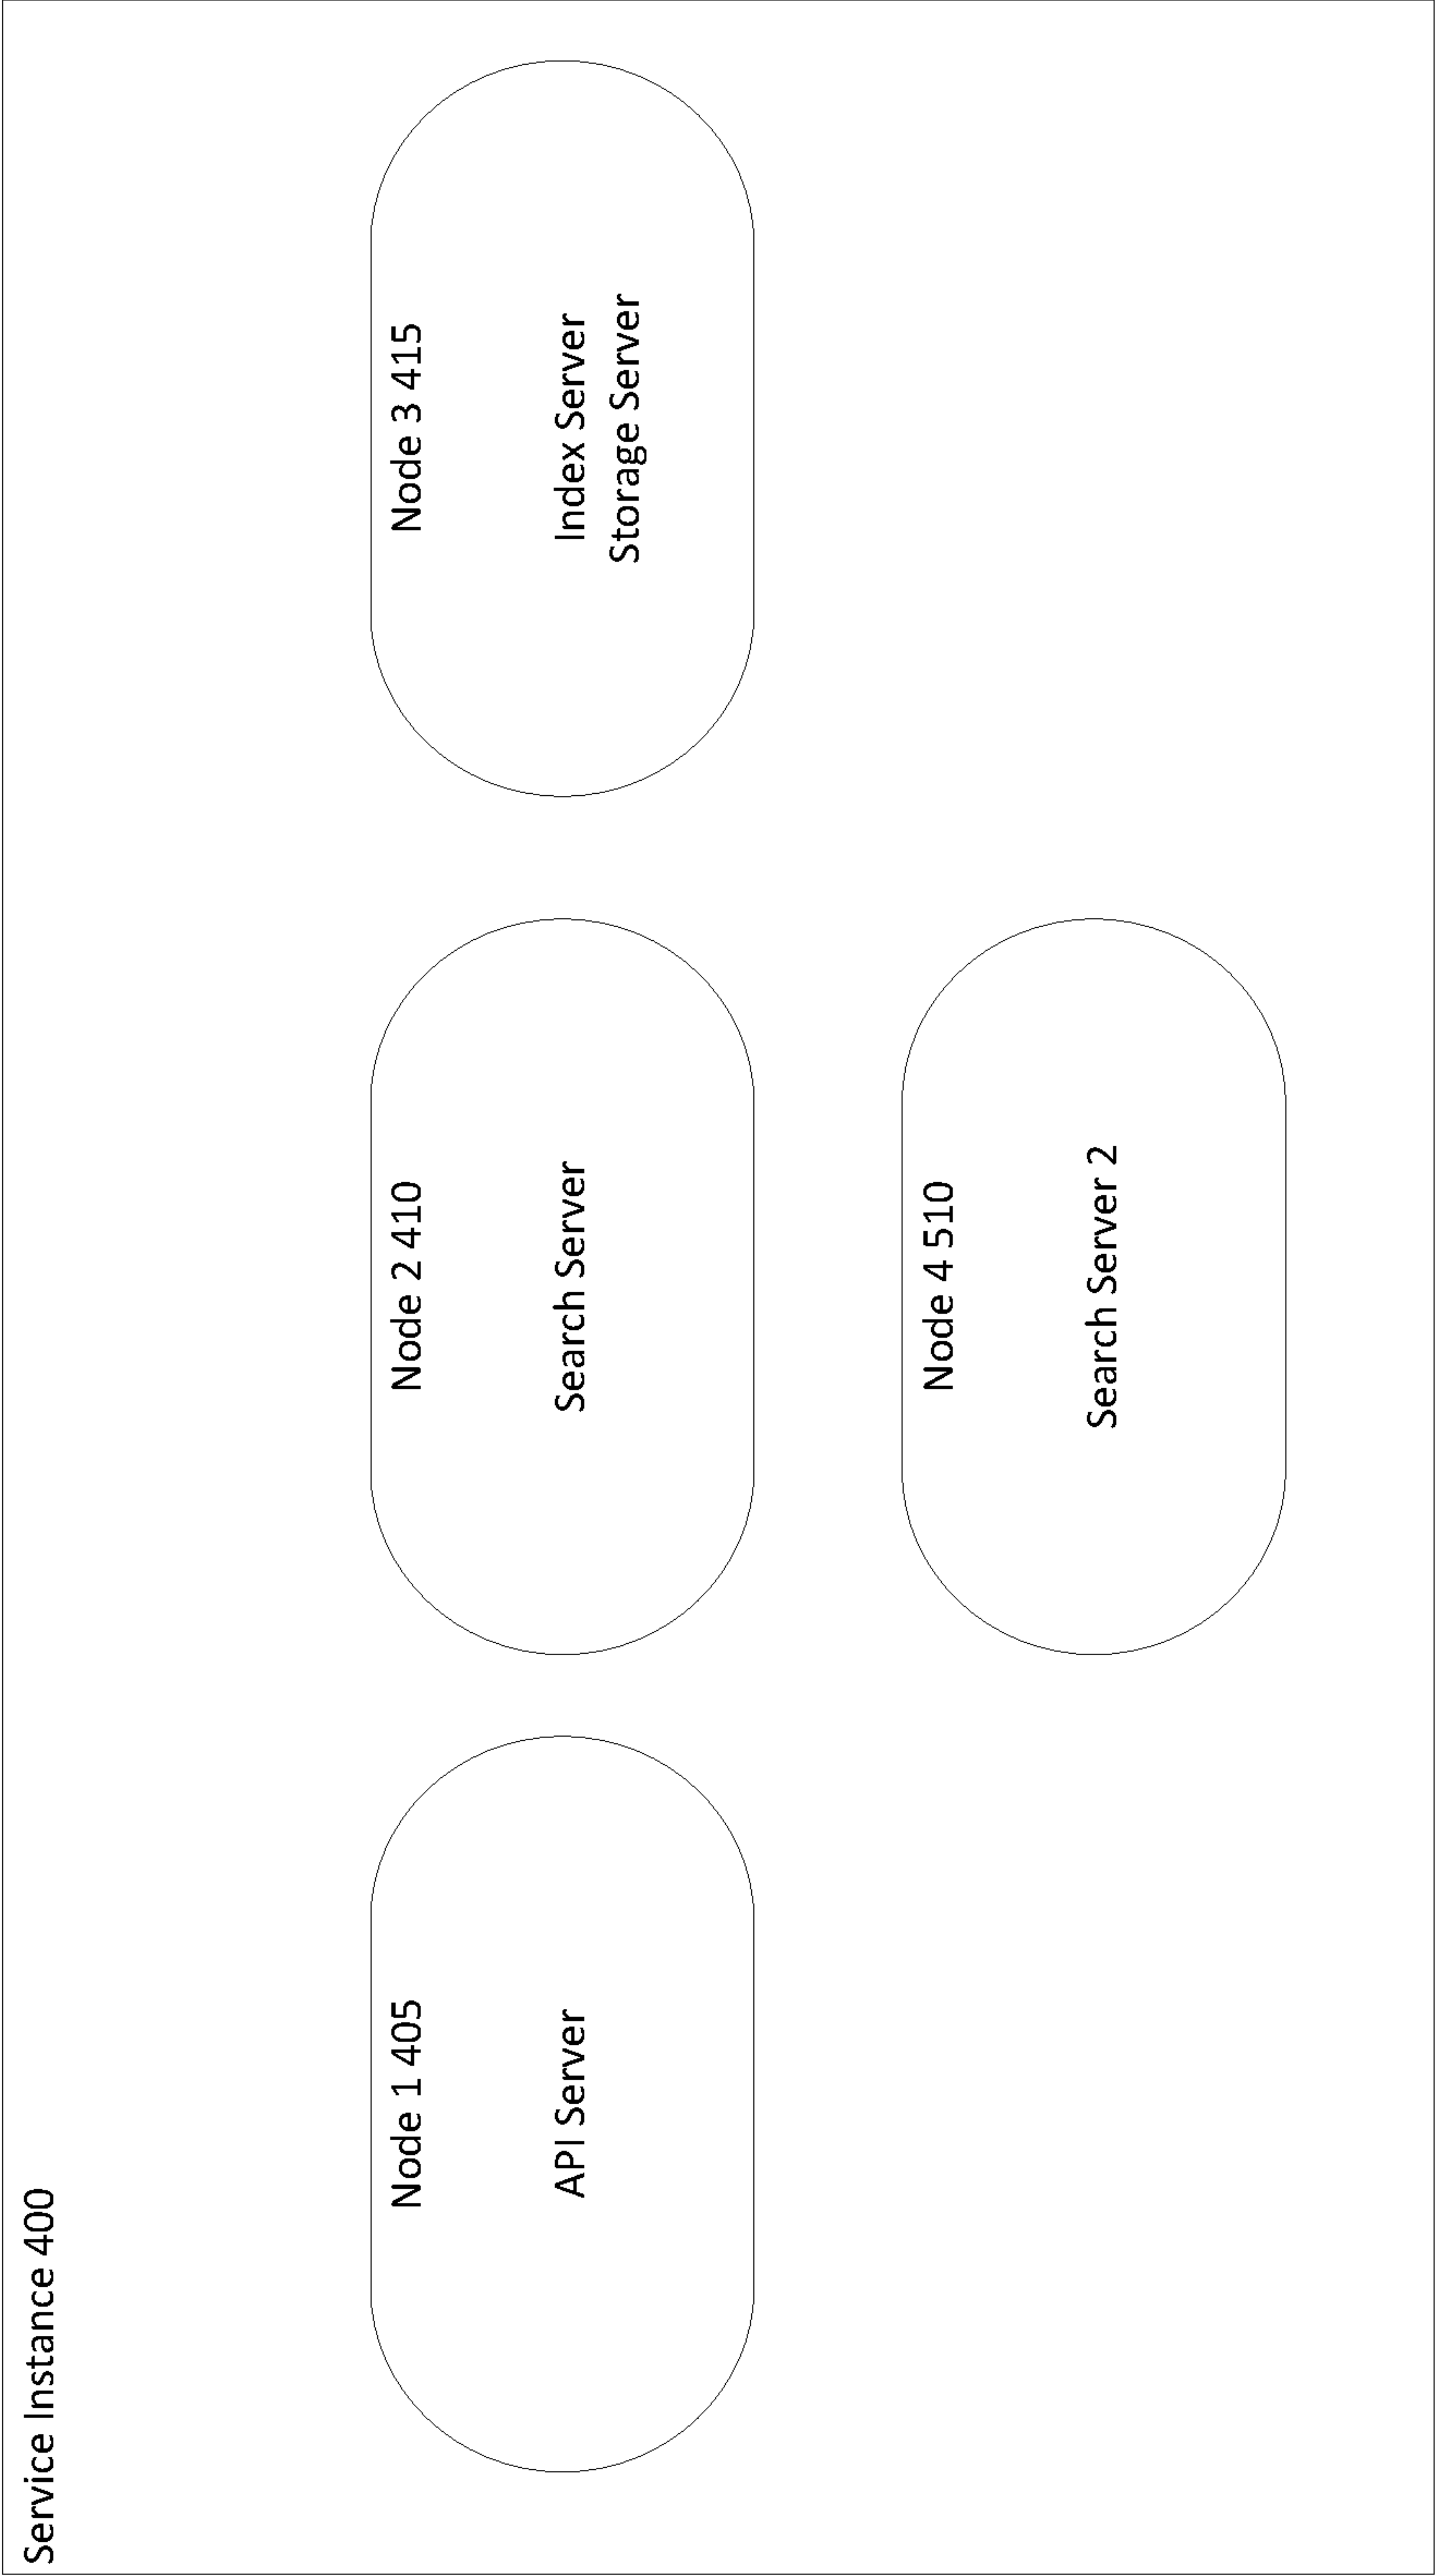 Service Instance 400
Node 1 405
API Server
Node 2 410
Search Server
Node 3 415
Index Server
Storage Server
Node 4 510
Search Server 2